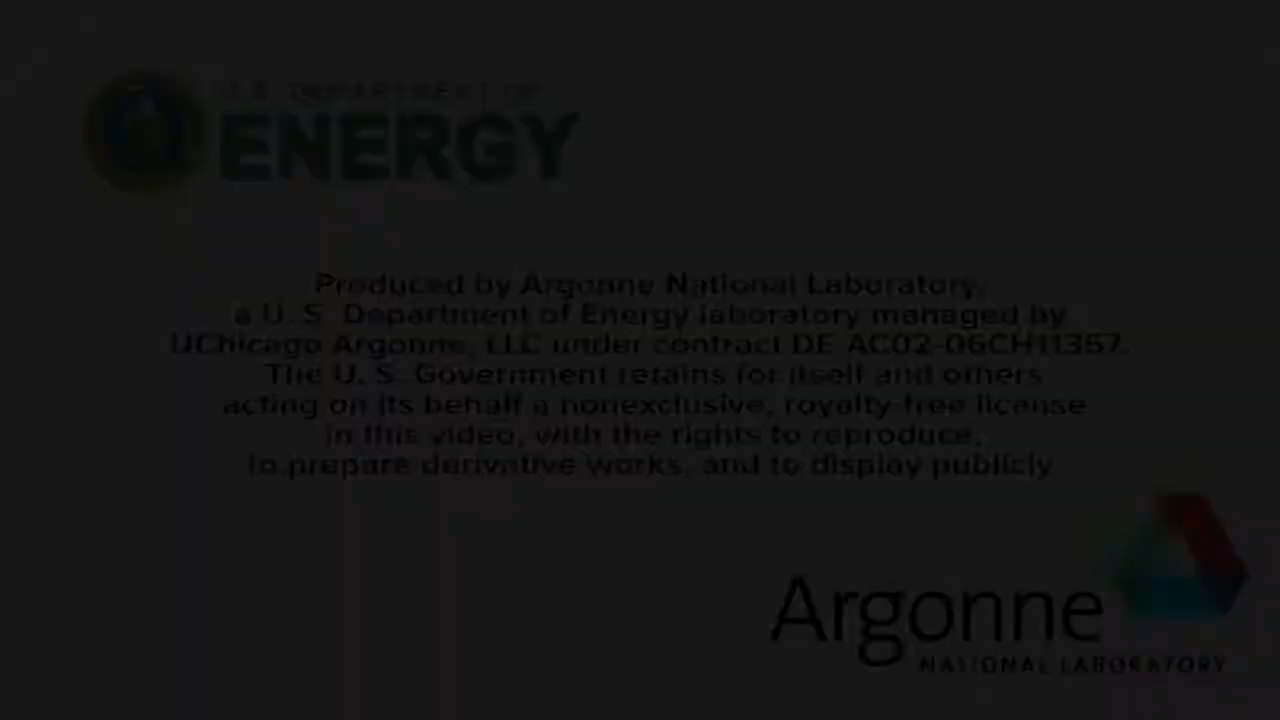 U.S. DEPARTMENT OF
ENERGY
Produced by Argonne National Laboratory,
a U. S. Department of Energy laboratory managed by
UChicago Argonne, LLC under contract DE-AC02-06CH11357.
The U. S. Government retains for itself and others
acting on its behalf a nonexclusive, royalty-free license
in this video, with the rights to reproduce,
to prepare derivative works, and to display publicly
Argonne
NATIONAL LABORATORY